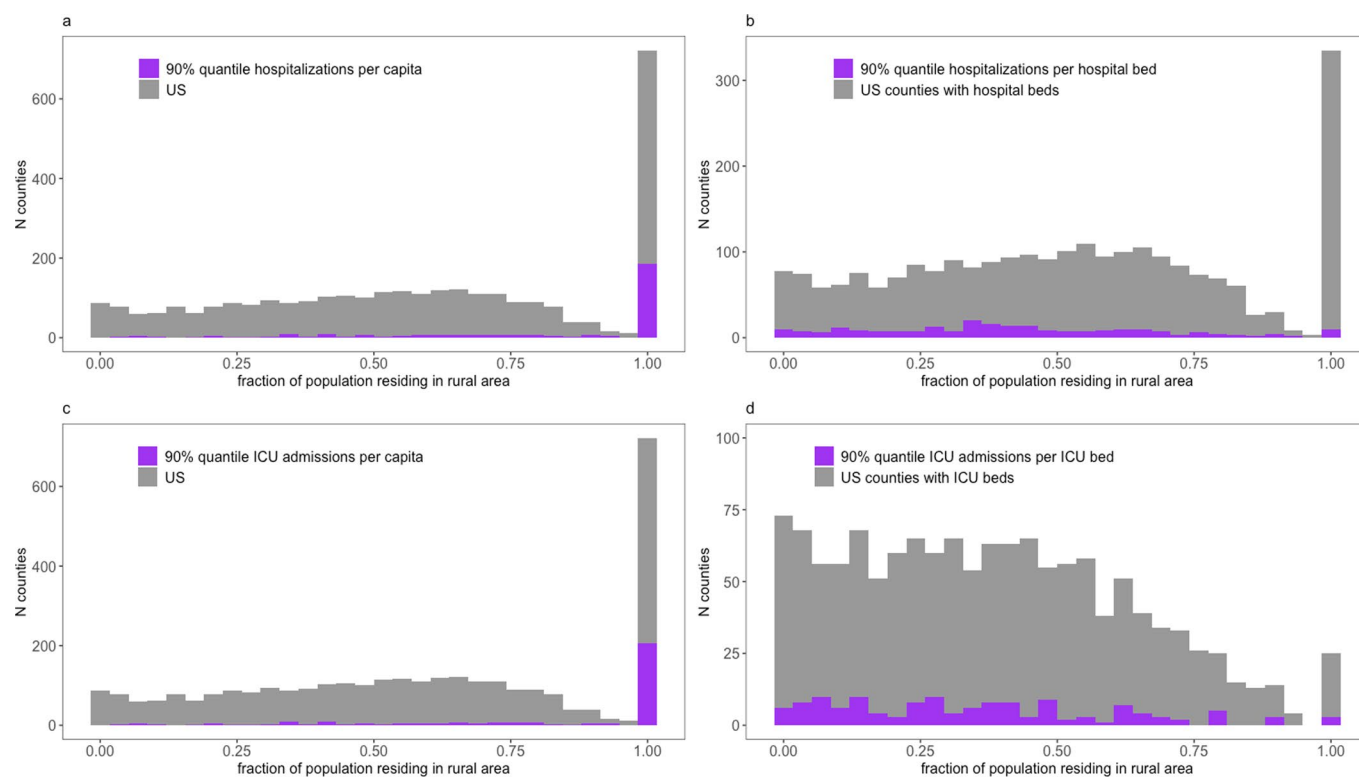 a
90% quantile hospitalizations per capita
US
N counties
600
400
200
0
0.00 0.25 0.50 0.75 1.00
fraction of population residing in rural area
b
90% quantile hospitalizations per hospital bed
US counties with hospital beds
N counties
300
200
100
0
0.00 0.25 0.50 0.75 1.00
fraction of population residing in rural area
c
90% quantile ICU admissions per capita
US
N counties
600
400
200
0
0.00 0.25 0.50 0.75 1.00
fraction of population residing in rural area
d
90% quantile ICU admissions per ICU bed
US counties with ICU beds
N counties
100
75
50
25
0
0.00 0.25 0.50 0.75 1.00
fraction of population residing in rural area